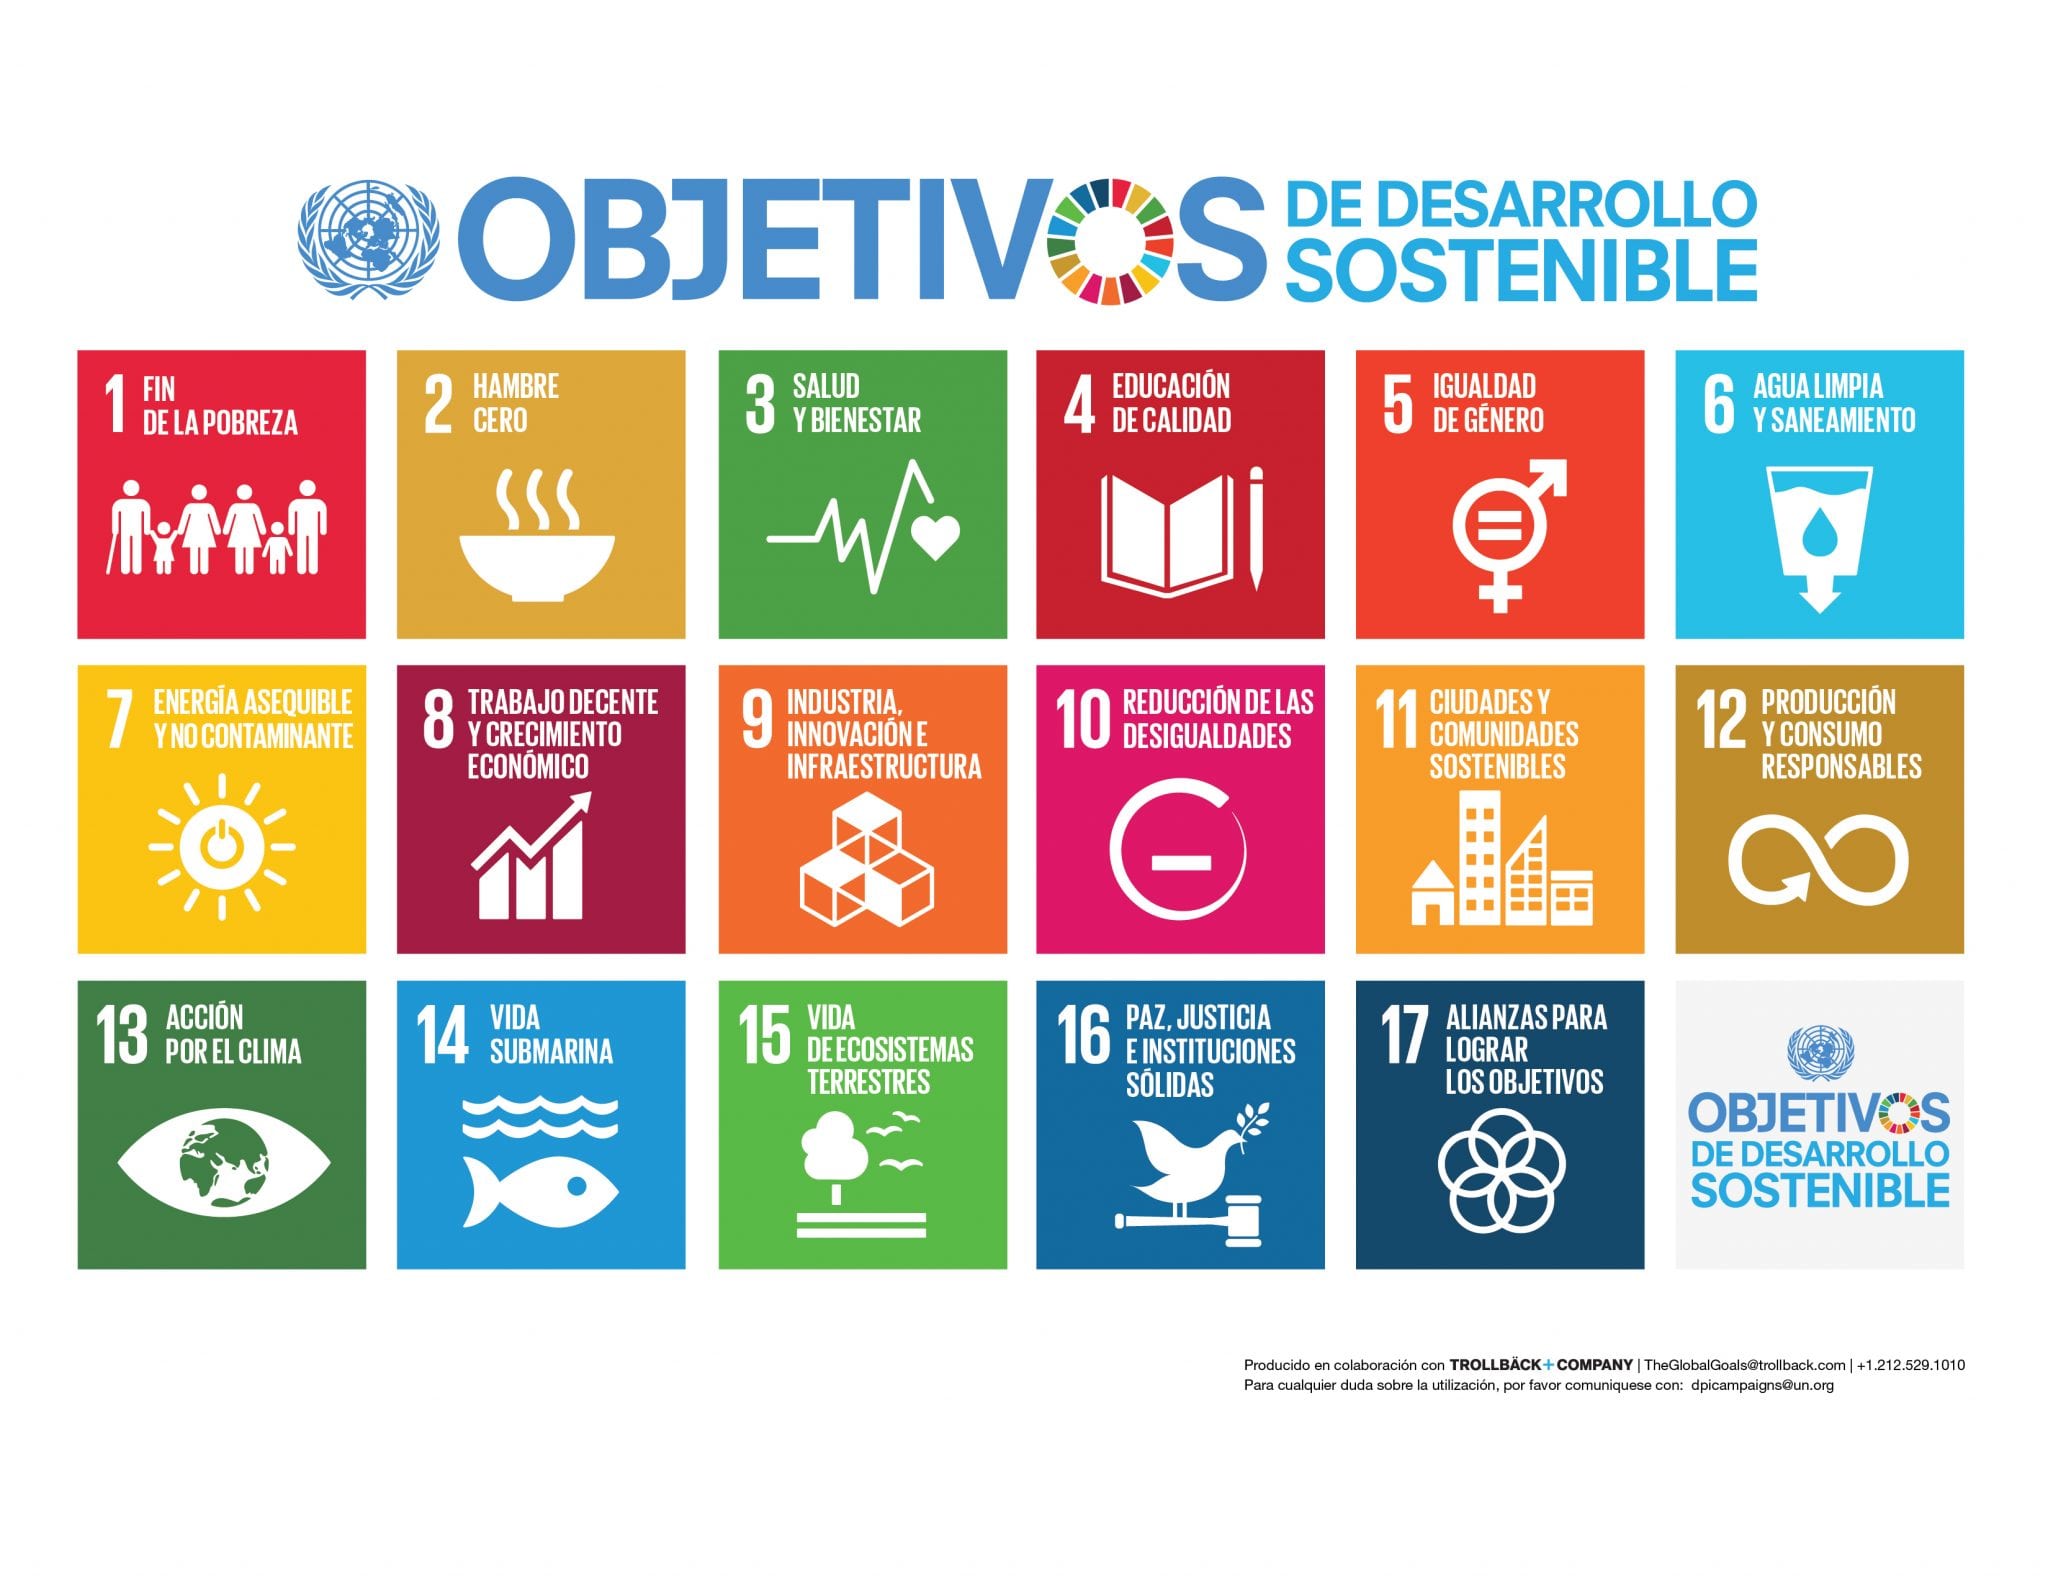 OBJETIVOS
DE DESARROLLO
SOSTENIBLE
1 FIN
DE LA POBREZA
2 HAMBRE
CERO
3 SALUD
Y BIENESTAR
4 EDUCACIÓN
DE CALIDAD
5 IGUALDAD
DE GÉNERO
6 AGUA LIMPIA
Y SANEAMIENTO
7 ENERGÍA ASEQUIBLE
Y NO CONTAMINANTE
8 TRABAJO DECENTE
Y CRECIMIENTO
ECONÓMICO
9 INDUSTRIA,
INNOVACIÓN E
INFRAESTRUCTURA
10 REDUCCIÓN DE LAS
DESIGUALDADES
11 CIUDADES Y
COMUNIDADES
SOSTENIBLES
12 PRODUCCIÓN
Y CONSUMO
RESPONSABLES
13 ACCIÓN
POR EL CLIMA
14 VIDA
SUBMARINA
15 VIDA
DE ECOSISTEMAS
TERRESTRES
16 PAZ, JUSTICIA
E INSTITUCIONES
SÓLIDAS
17 ALIANZAS PARA
LOGRAR
LOS OBJETIVOS
OBJETIVOS
DE DESARROLLO
SOSTENIBLE
Producido en colaboración con TROLLBÄCK+COMPANY | TheGlobalGoals@trollback.com | +1.212.529.1010
Para cualquier duda sobre la utilización, por favor comuniquese con: dpicampaigns@un.org